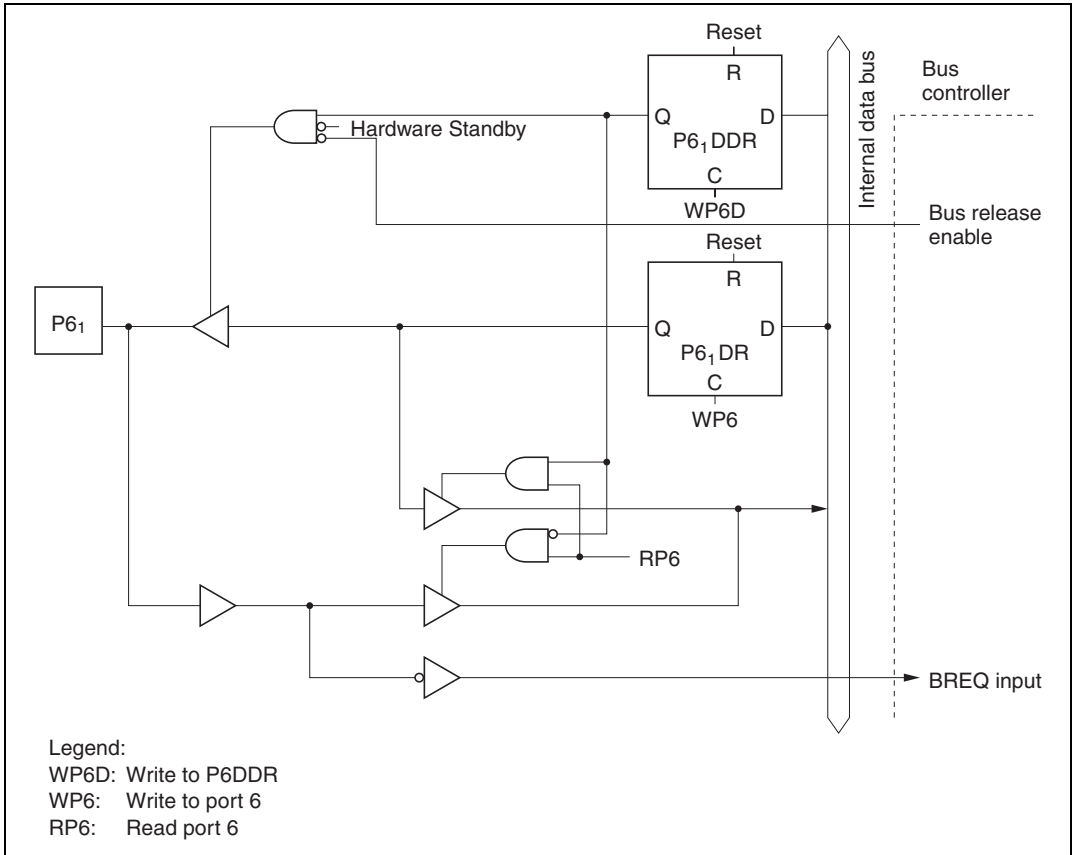 Reset
R
Q
D
P6₁DDR
C
WP6D
Hardware Standby
Internal data bus
Bus
controller
Bus release
enable
Reset
R
Q
D
P6₁DR
C
WP6
P6₁
RP6
BREQ input
Legend:
WP6D: Write to P6DDR
WP6: Write to port 6
RP6: Read port 6